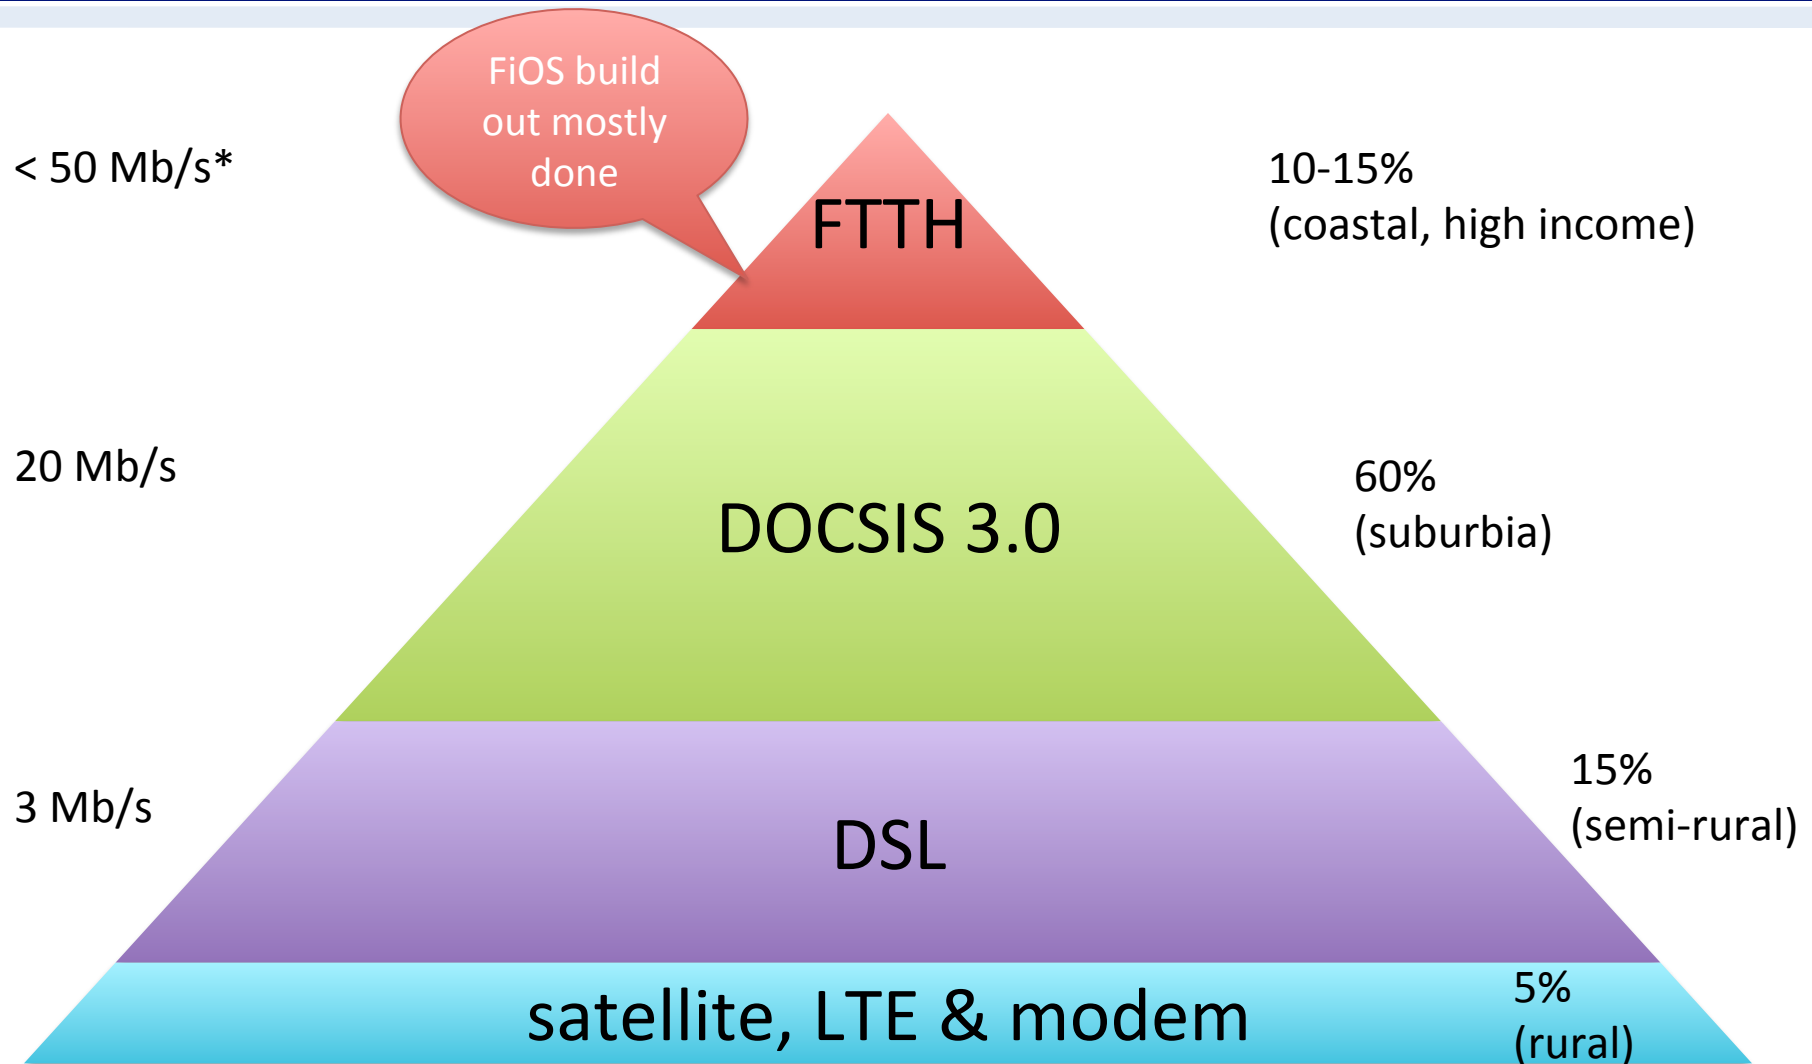 FiOS build
out mostly
done
< 50 Mb/s*
FTTH
10-15%
(coastal, high income)
20 Mb/s
DOCSIS 3.0
60%
(suburbia)
3 Mb/s
DSL
15%
(semi-rural)
satellite, LTE & modem
5%
(rural)